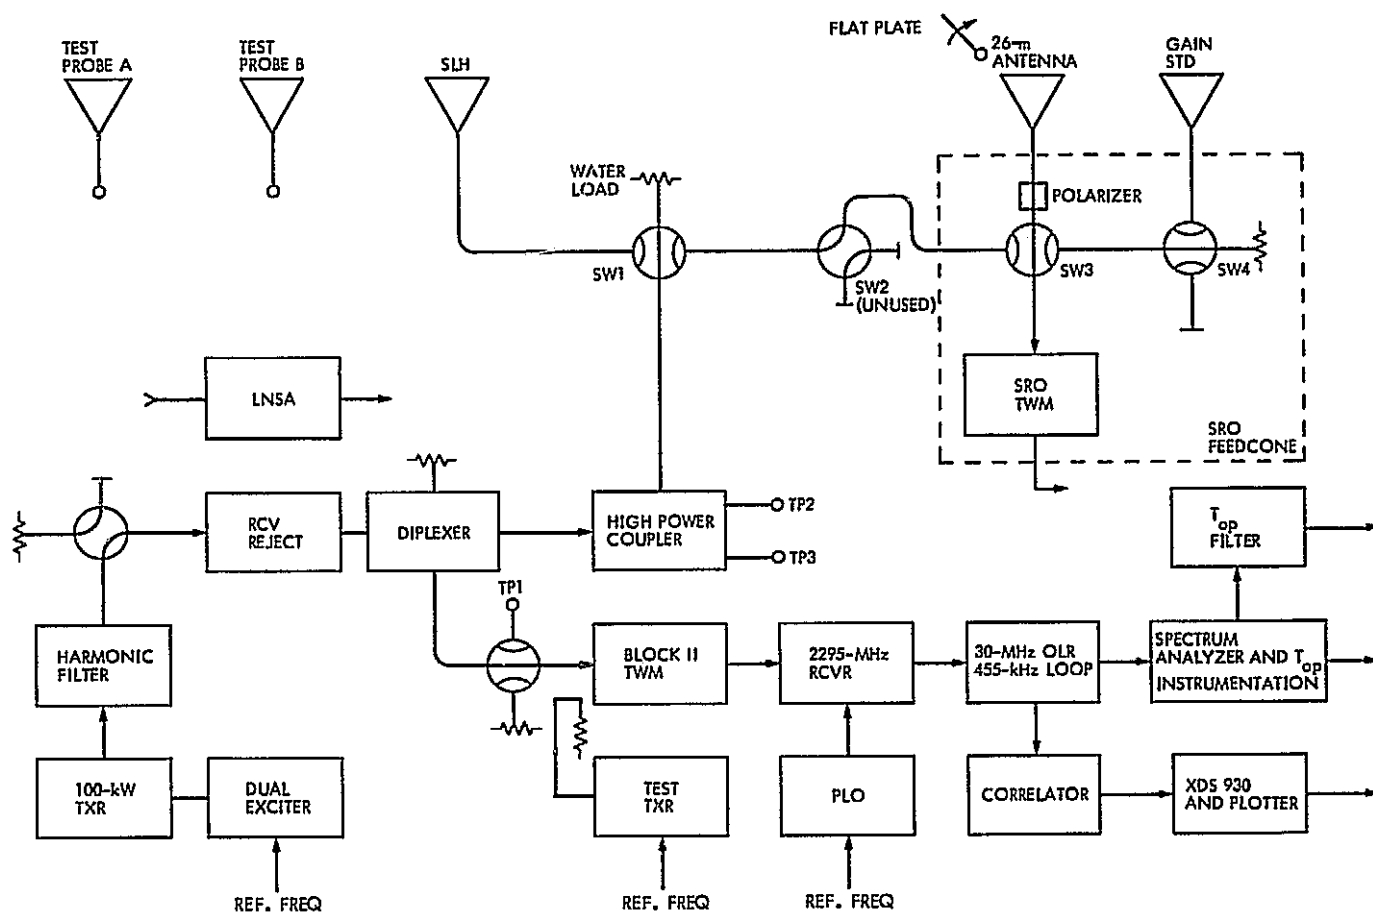 TEST
PROBE A
TEST
PROBE B
SLH
FLAT PLATE
26-m
ANTENNA
GAIN
STD
WATER
LOAD
POLARIZER
SW1
SW2
(UNUSED)
SW3
SW4
LNSA
SRO
TWM
SRO
FEEDCONE
RCV
REJECT
DIPLEXER
HIGH POWER
COUPLER
TP2
TP3
Top
FILTER
TP1
HARMONIC
FILTER
BLOCK II
TWM
2295-MHz
RCVR
30-MHz OLR
455-kHz LOOP
SPECTRUM
ANALYZER AND Top
INSTRUMENTATION
100-kW
TXR
DUAL
EXCITER
TEST
TXR
PLO
CORRELATOR
XDS 930
AND PLOTTER
REF. FREQ
REF. FREQ
REF. FREQ